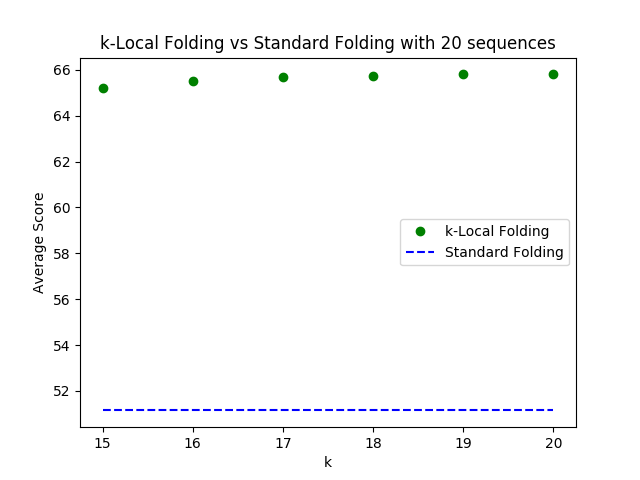 k-Local Folding vs Standard Folding with 20 sequences
66
64
62
60
58
56
54
52
Average Score
k-Local Folding
Standard Folding
15 16 17 18 19 20
k